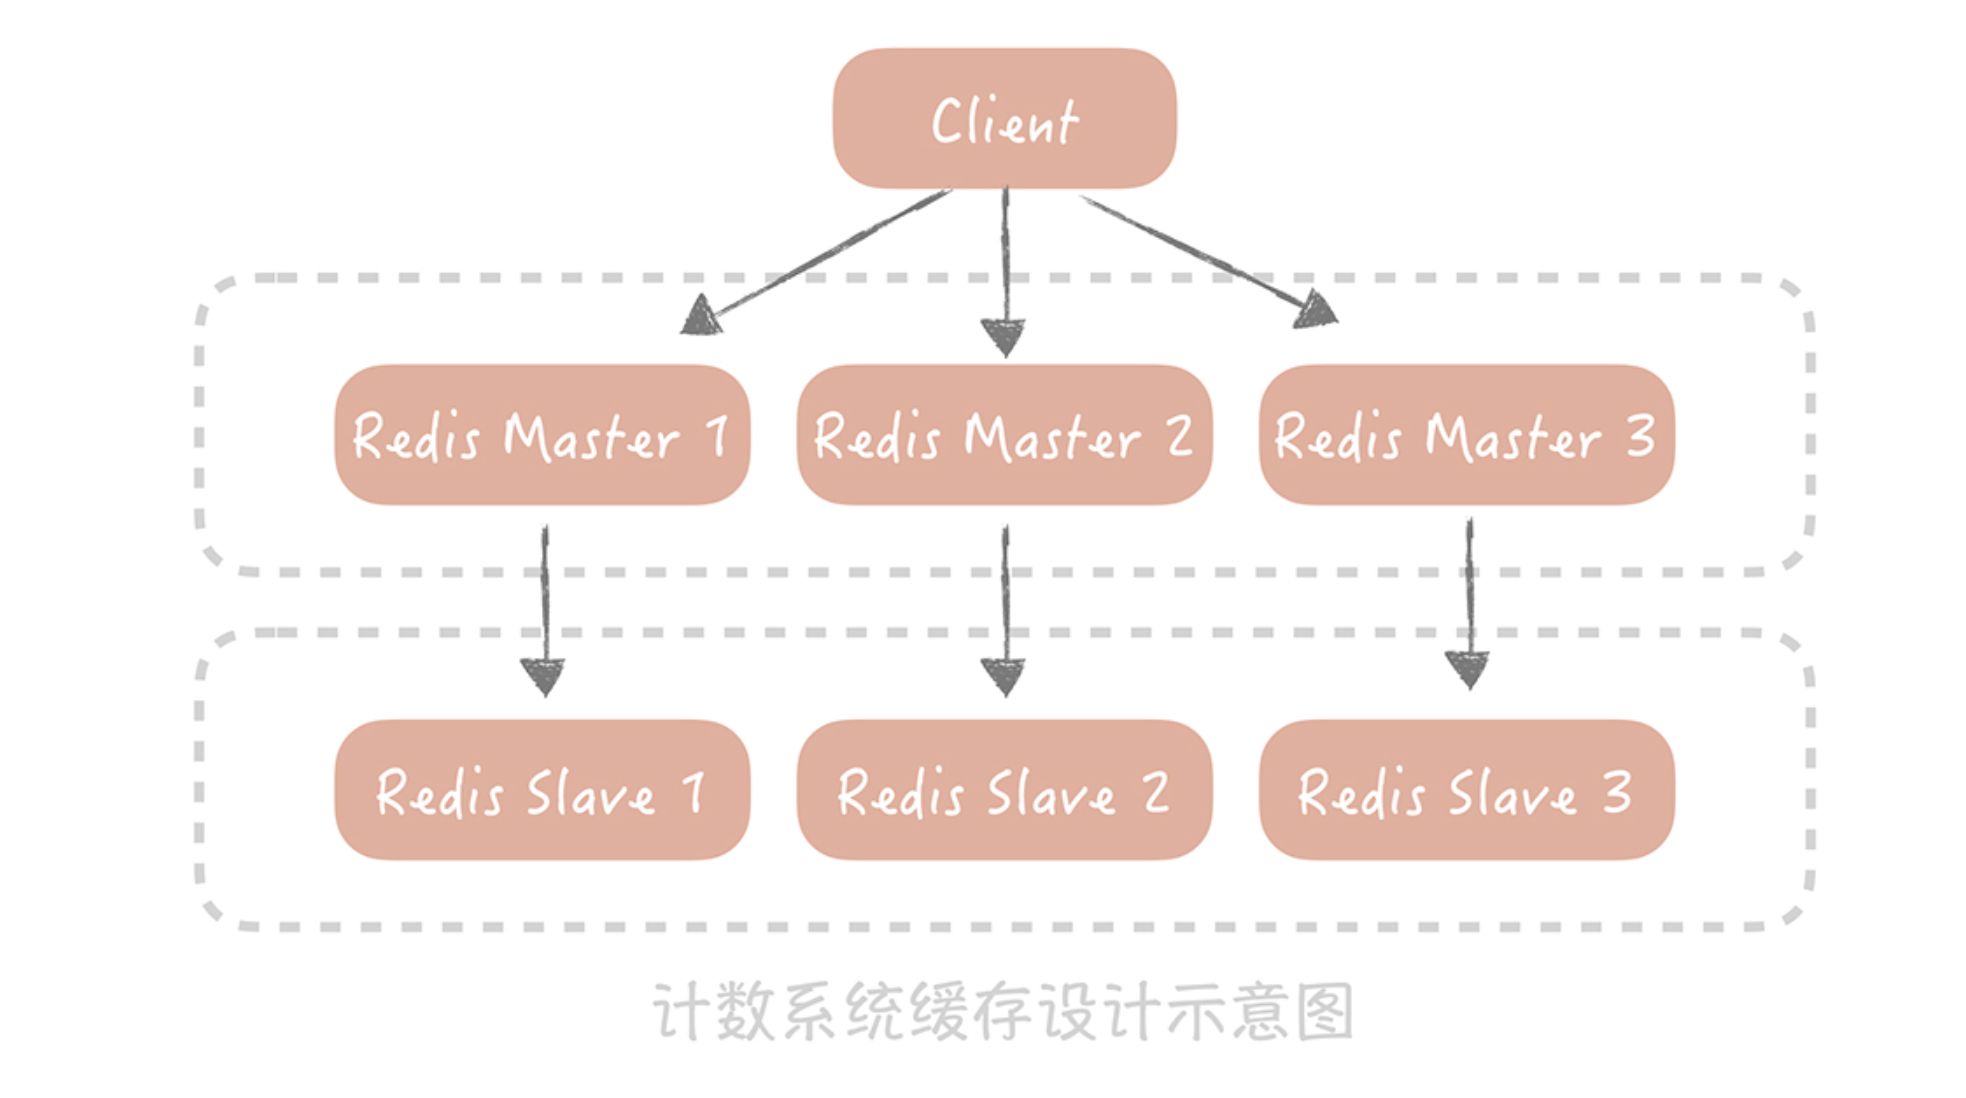 Client
Redis Master 1
Redis Master 2
Redis Master 3
Redis Slave 1
Redis Slave 2
Redis Slave 3
计数系统缓存设计示意图